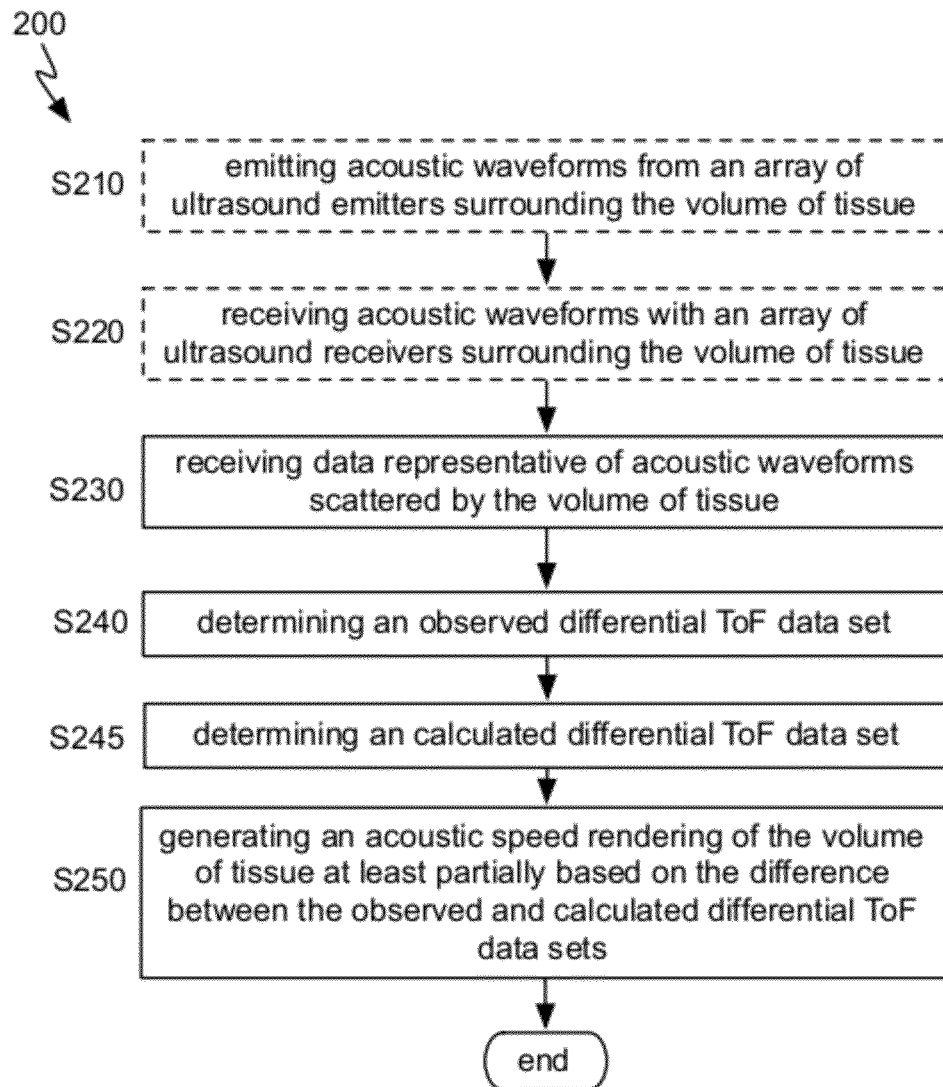 200
S210
emitting acoustic waveforms from an array of
ultrasound emitters surrounding the volume of tissue
S220
receiving acoustic waveforms with an array of
ultrasound receivers surrounding the volume of tissue
S230
receiving data representative of acoustic waveforms
scattered by the volume of tissue
S240
determining an observed differential ToF data set
S245
determining an calculated differential ToF data set
S250
generating an acoustic speed rendering of the volume
of tissue at least partially based on the difference
between the observed and calculated differential ToF
data sets
end